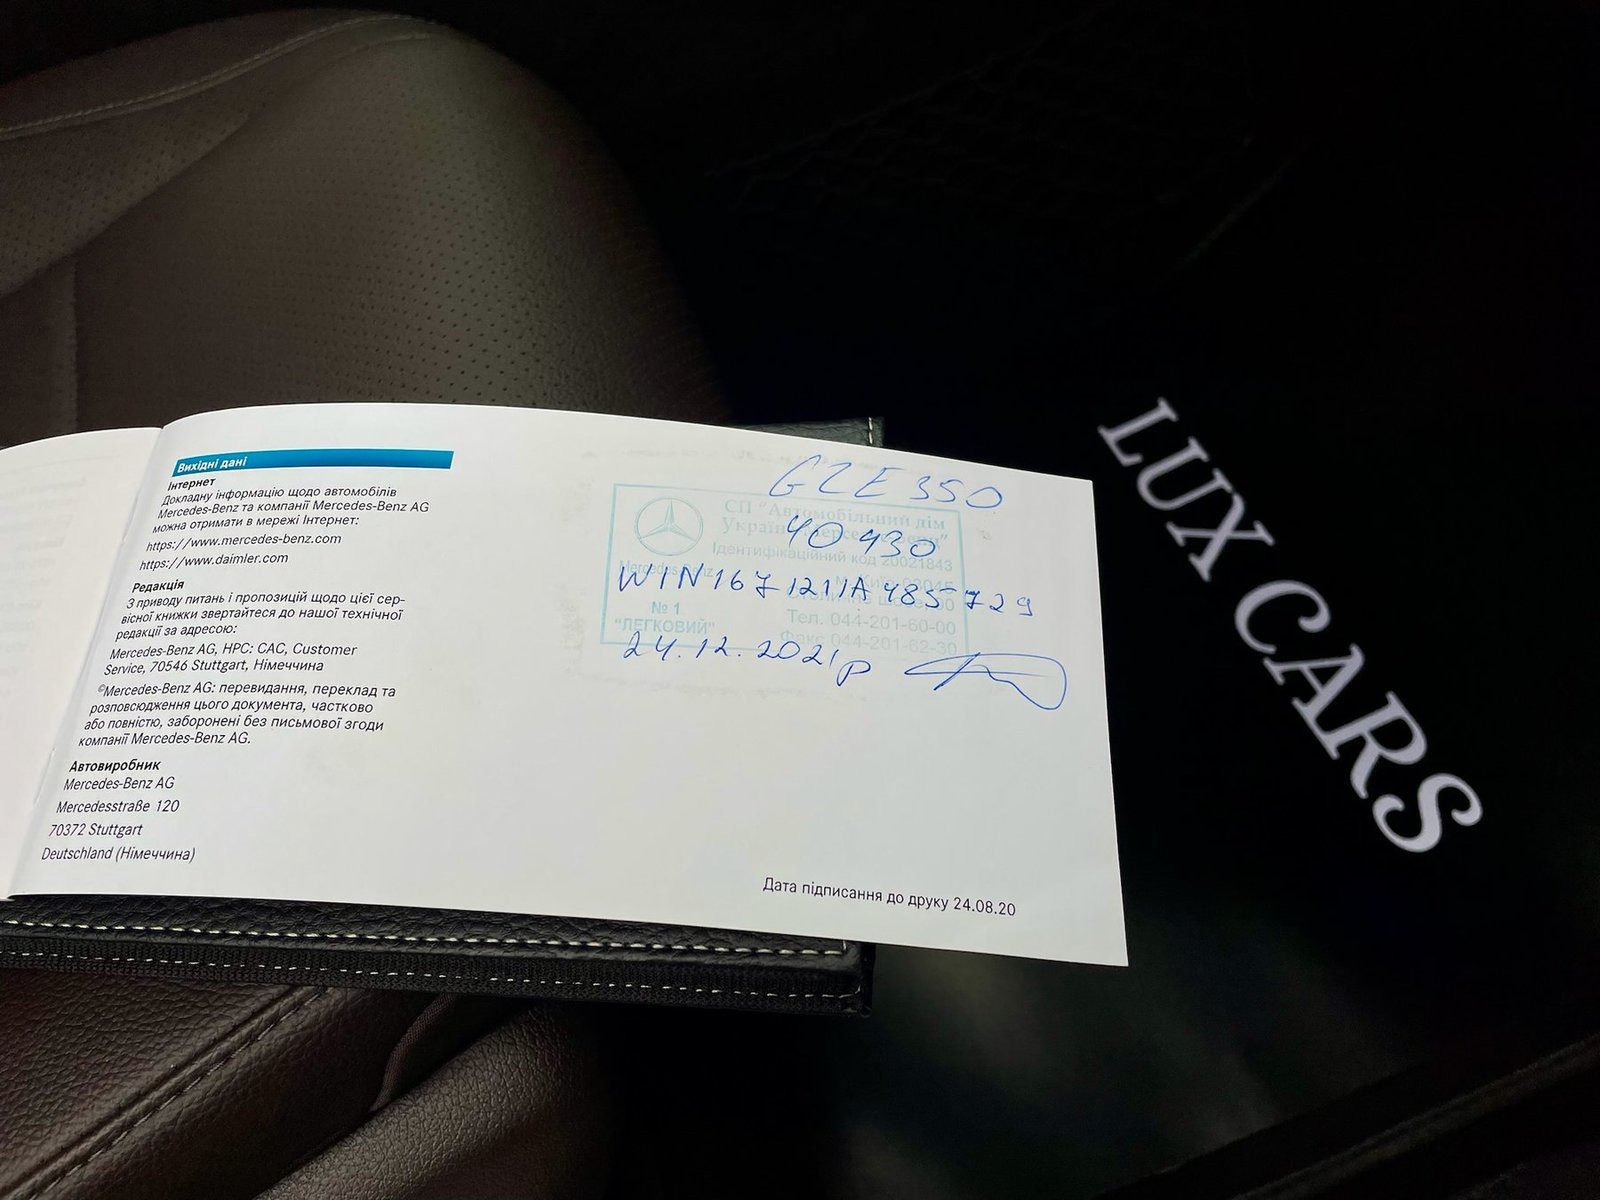 Вихідні дані
Інтернет
Докладну інформацію щодо автомобілів
Mercedes-Benz та компанії Mercedes-Benz AG
можна отримати в мережі Інтернет:
https://www.mercedes-benz.com
https://www.daimler.com
Редакція
З приводу питань і пропозицій щодо цієї сер-
вісної книжки звертайтеся до нашої технічної
редакції за адресою:
Mercedes-Benz AG, HPC: CAC, Customer
Service, 70546 Stuttgart, Німеччина
©Mercedes-Benz AG: перевидання, переклад та
розповсюдження цього документа, частково
або повністю, заборонені без письмової згоди
компанії Mercedes-Benz AG.
Автовиробник
Mercedes-Benz AG
Mercedesstraße 120
70372 Stuttgart
Deutschland (Німеччина)
GLE 350
СП "Автомобільний дім
40 430
Ідентифікаційний код 20021843
Mercedes-Benz
W1N1671211A485729
№ 1
"ЛЕГКОВИЙ"
Тел. 044-201-60-00
Факс 044-201-62-30
24.12.2021р
Дата підписання до друку 24.08.20
LUX CARS